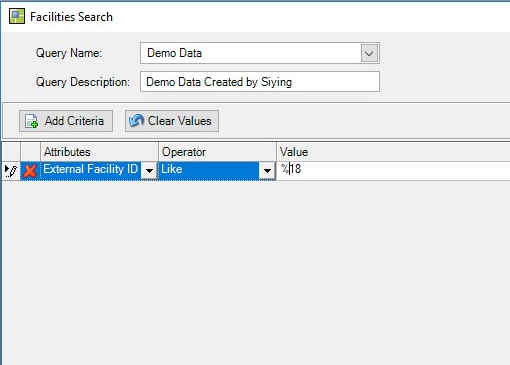 Facilities Search
Query Name: Demo Data
Query Description: Demo Data Created by Siying
Add Criteria Clear Values
Attributes Operator Value
External Facility ID Like %18